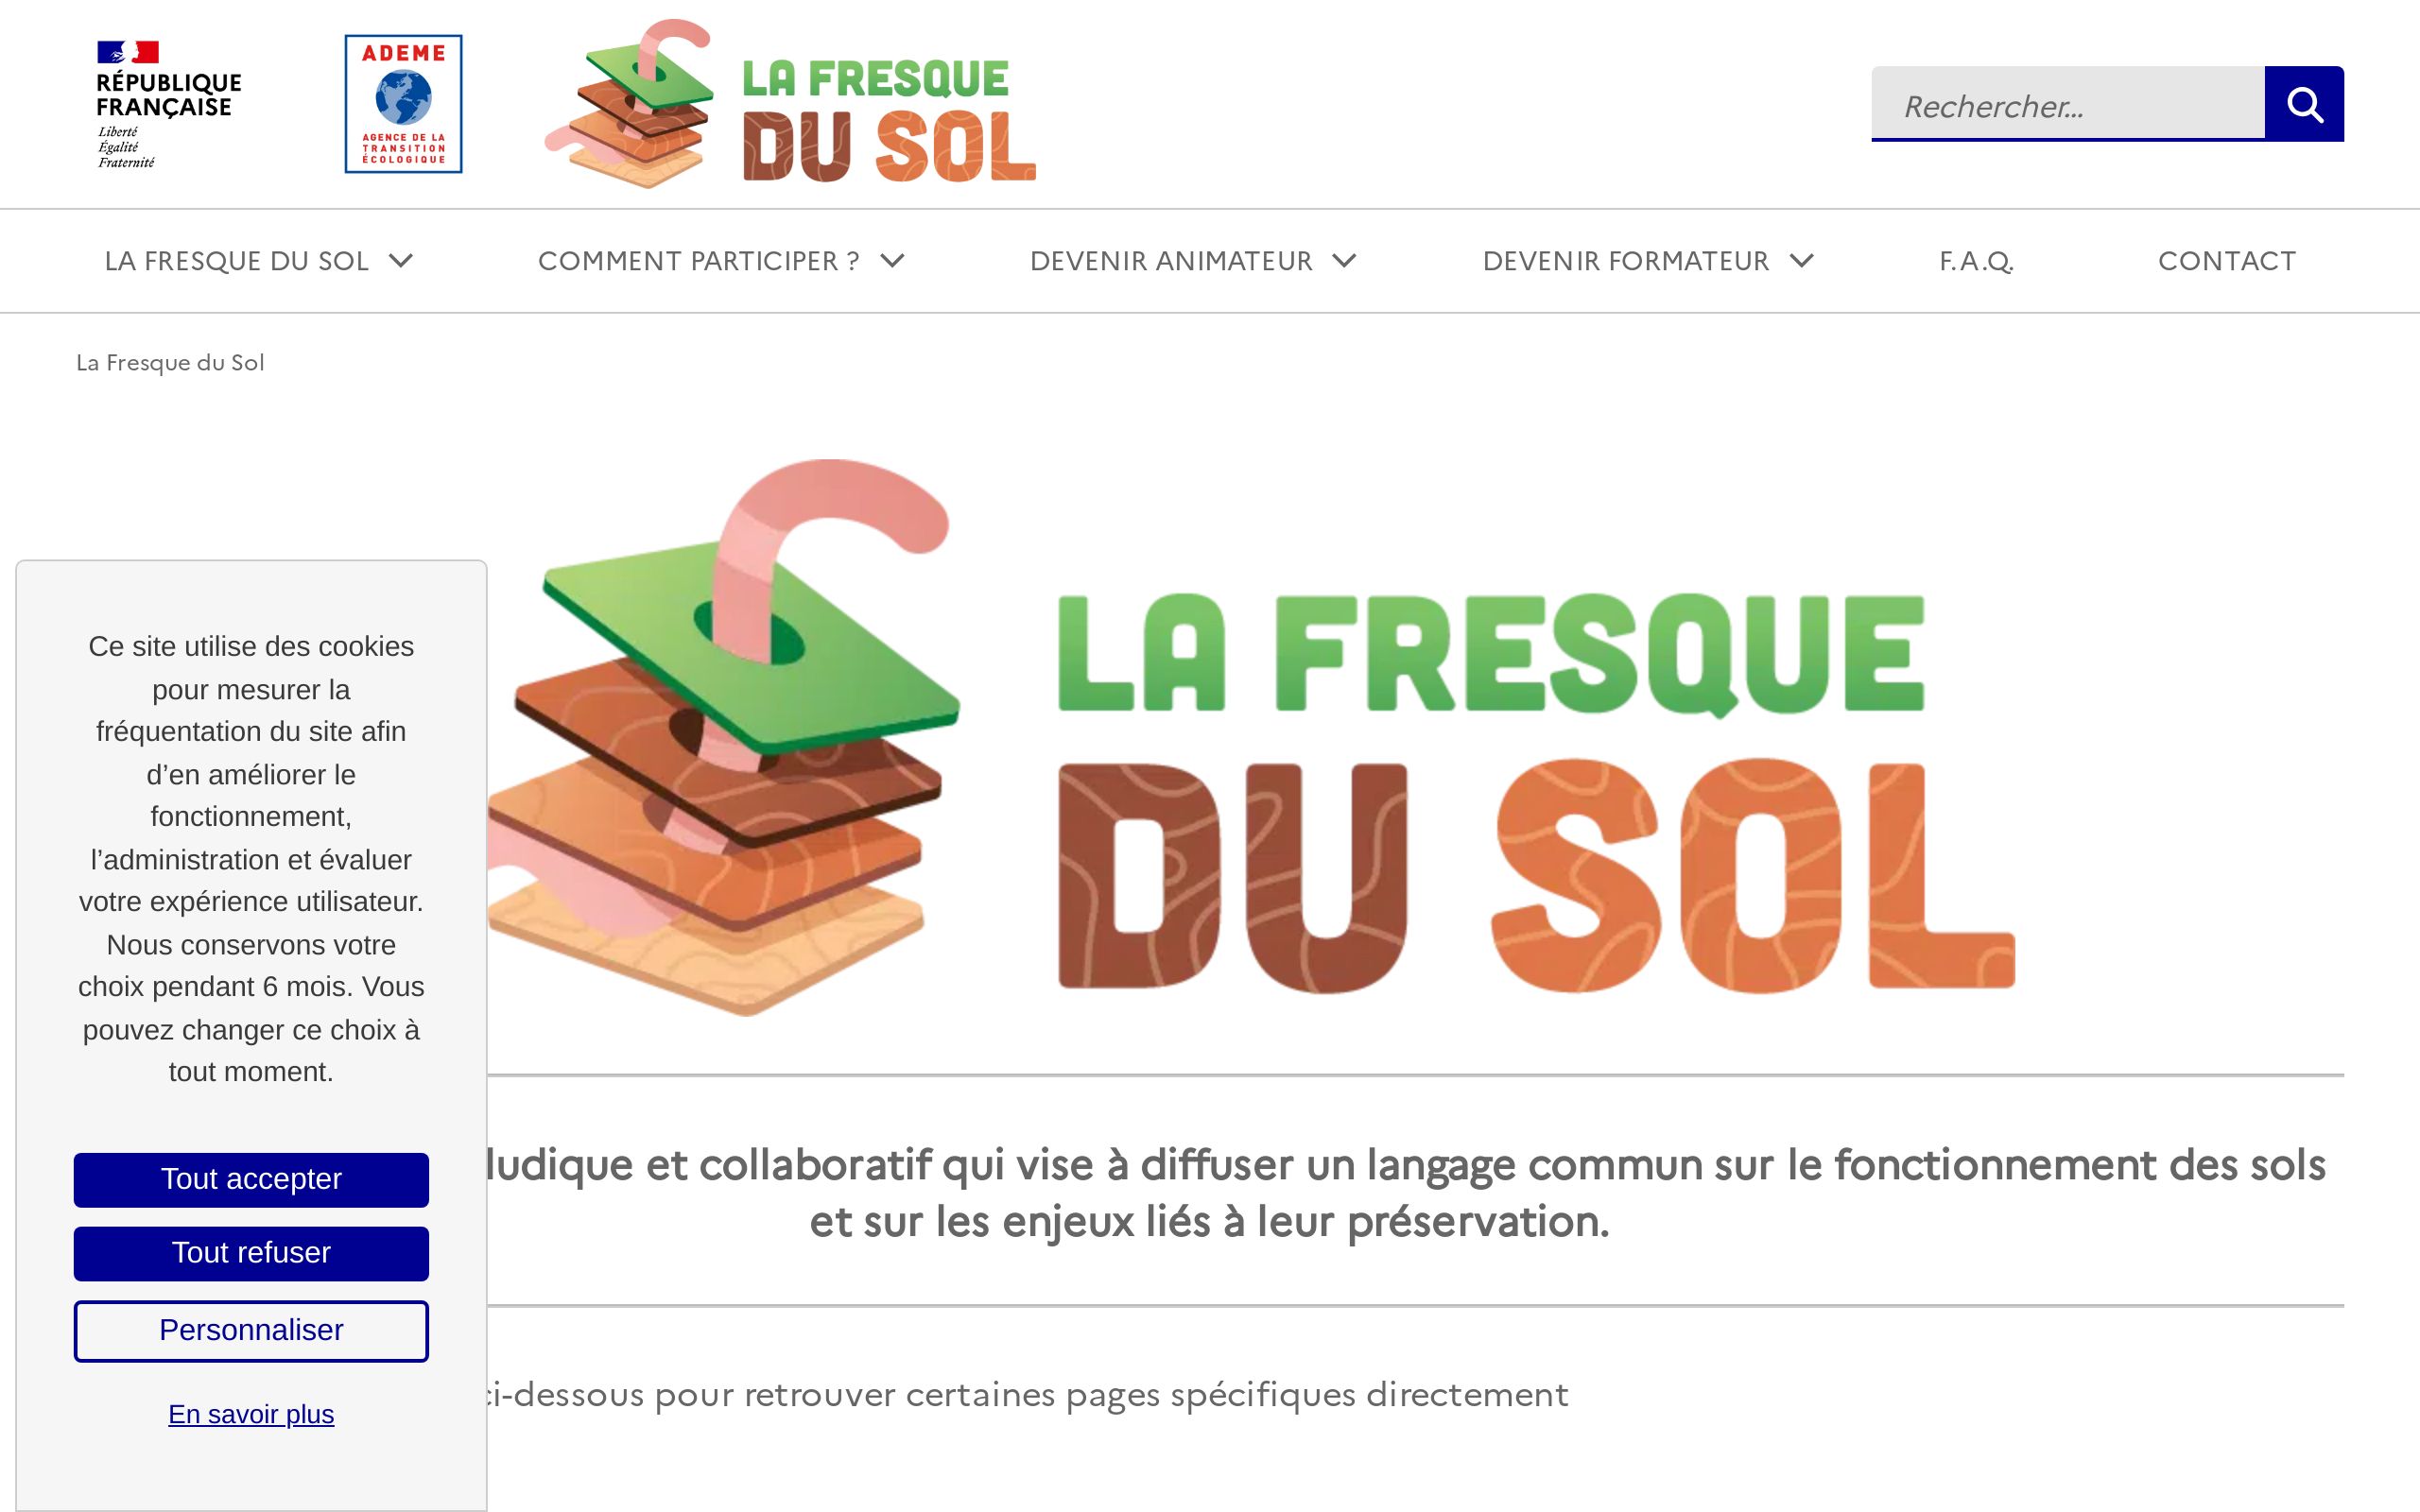 RÉPUBLIQUE
FRANÇAISE
Liberté
Égalité
Fraternité
ADEME
AGENCE DE LA
TRANSITION
ÉCOLOGIQUE
LA FRESQUE
DU SOL
Rechercher...
LA FRESQUE DU SOL
COMMENT PARTICIPER ?
DEVENIR ANIMATEUR
DEVENIR FORMATEUR
F.A.Q.
CONTACT
La Fresque du Sol
LA FRESQUE
DU SOL
Ce site utilise des cookies
pour mesurer la
fréquentation du site afin
d’en améliorer le
fonctionnement,
l’administration et évaluer
votre expérience utilisateur.
Nous conservons votre
choix pendant 6 mois. Vous
pouvez changer ce choix à
tout moment.
Tout accepter
Tout refuser
Personnaliser
En savoir plus
ludique et collaboratif qui vise à diffuser un langage commun sur le fonctionnement des sols
et sur les enjeux liés à leur préservation.
ci-dessous pour retrouver certaines pages spécifiques directement